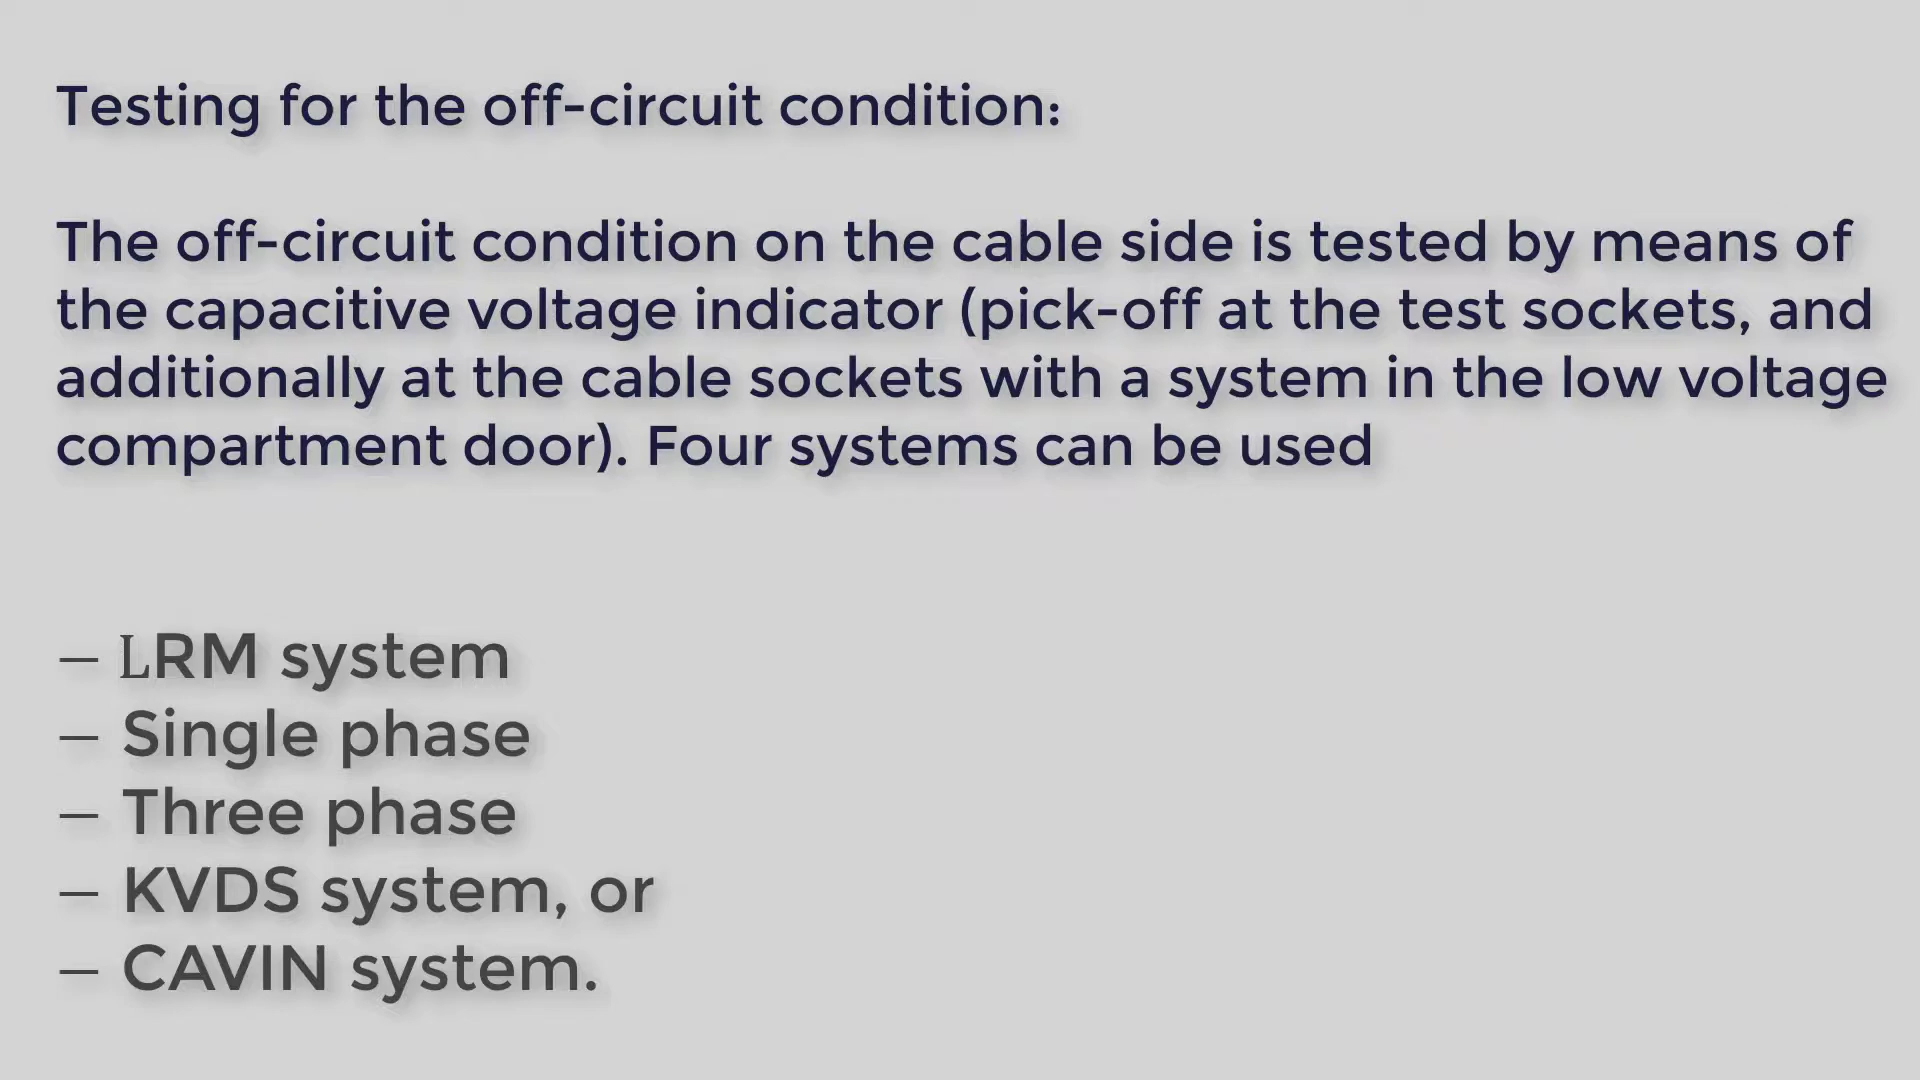 Testing for the off-circuit condition:
The off-circuit condition on the cable side is tested by means of
the capacitive voltage indicator (pick-off at the test sockets, and
additionally at the cable sockets with a system in the low voltage
compartment door). Four systems can be used
— LRM system
— Single phase
— Three phase
— KVDS system, or
— CAVIN system.